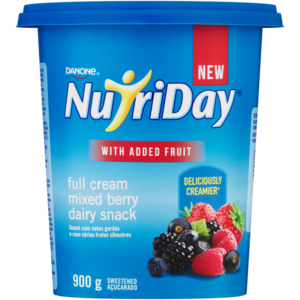 DANONE
NEW
NutriDay®
WITH ADDED FRUIT
full cream
mixed berry
dairy snack
DELICIOUSLY
CREAMIER*
Snack com natas gordas
e com vários frutos silvestres
900 g
SWEETENED
AÇUCARADO